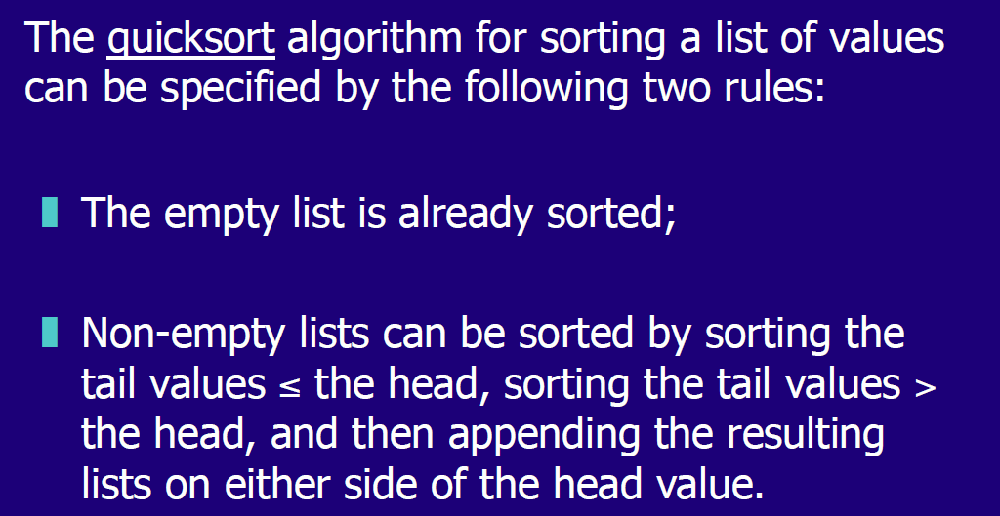 The quicksort algorithm for sorting a list of values
can be specified by the following two rules:
The empty list is already sorted;
Non-empty lists can be sorted by sorting the
tail values ≤ the head, sorting the tail values >
the head, and then appending the resulting
lists on either side of the head value.